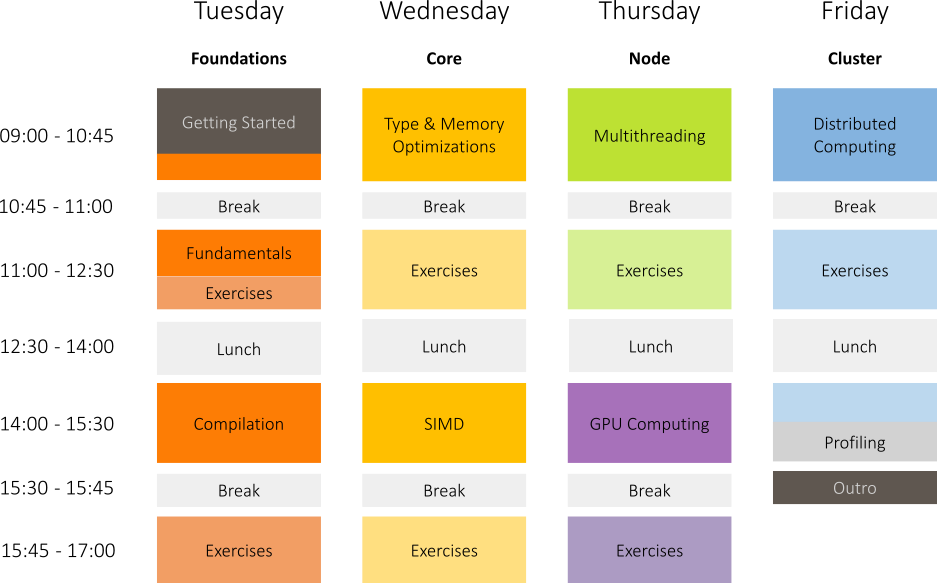 Tuesday Wednesday Thursday Friday
Foundations Core Node Cluster
09:00 - 10:45
Getting Started
Type & Memory
Optimizations
Multithreading
Distributed
Computing
10:45 - 11:00 Break Break Break Break
11:00 - 12:30
Fundamentals
Exercises
Exercises
Exercises
Exercises
12:30 - 14:00 Lunch Lunch Lunch Lunch
14:00 - 15:30 Compilation SIMD GPU Computing
Profiling
15:30 - 15:45 Break Break Break Outro
15:45 - 17:00 Exercises Exercises Exercises